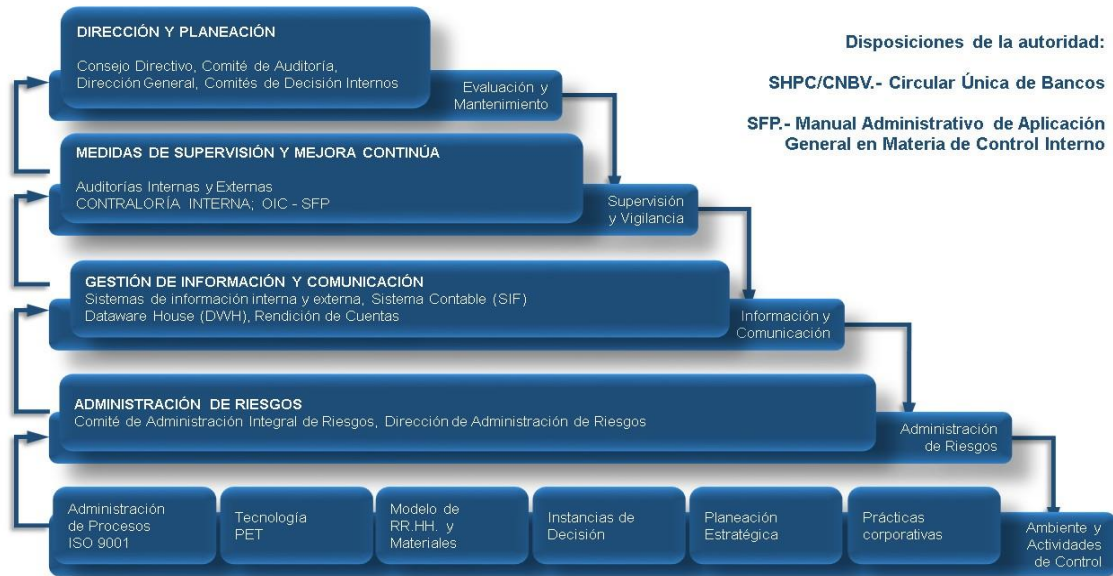 DIRECCIÓN Y PLANEACIÓN
Consejo Directivo, Comité de Auditoría,
Dirección General, Comités de Decisión Internos
Evaluación y
Mantenimiento
Disposiciones de la autoridad:
SHPC/CNBV.- Circular Única de Bancos
SFP.- Manual Administrativo de Aplicación
General en Materia de Control Interno
MEDIDAS DE SUPERVISIÓN Y MEJORA CONTINÚA
Auditorías Internas y Externas
CONTRALORÍA INTERNA; OIC - SFP
Supervisión
y Vigilancia
GESTIÓN DE INFORMACIÓN Y COMUNICACIÓN
Sistemas de información interna y externa, Sistema Contable (SIF)
Dataware House (DWH), Rendición de Cuentas
Información y
Comunicación
ADMINISTRACIÓN DE RIESGOS
Comité de Administración Integral de Riesgos, Dirección de Administración de Riesgos
Administración
de Riesgos
Administración
de Procesos
ISO 9001
Tecnología
PET
Modelo de
RR.HH. y
Materiales
Instancias de
Decisión
Planeación
Estratégica
Prácticas
corporativas
Ambiente y
Actividades
de Control